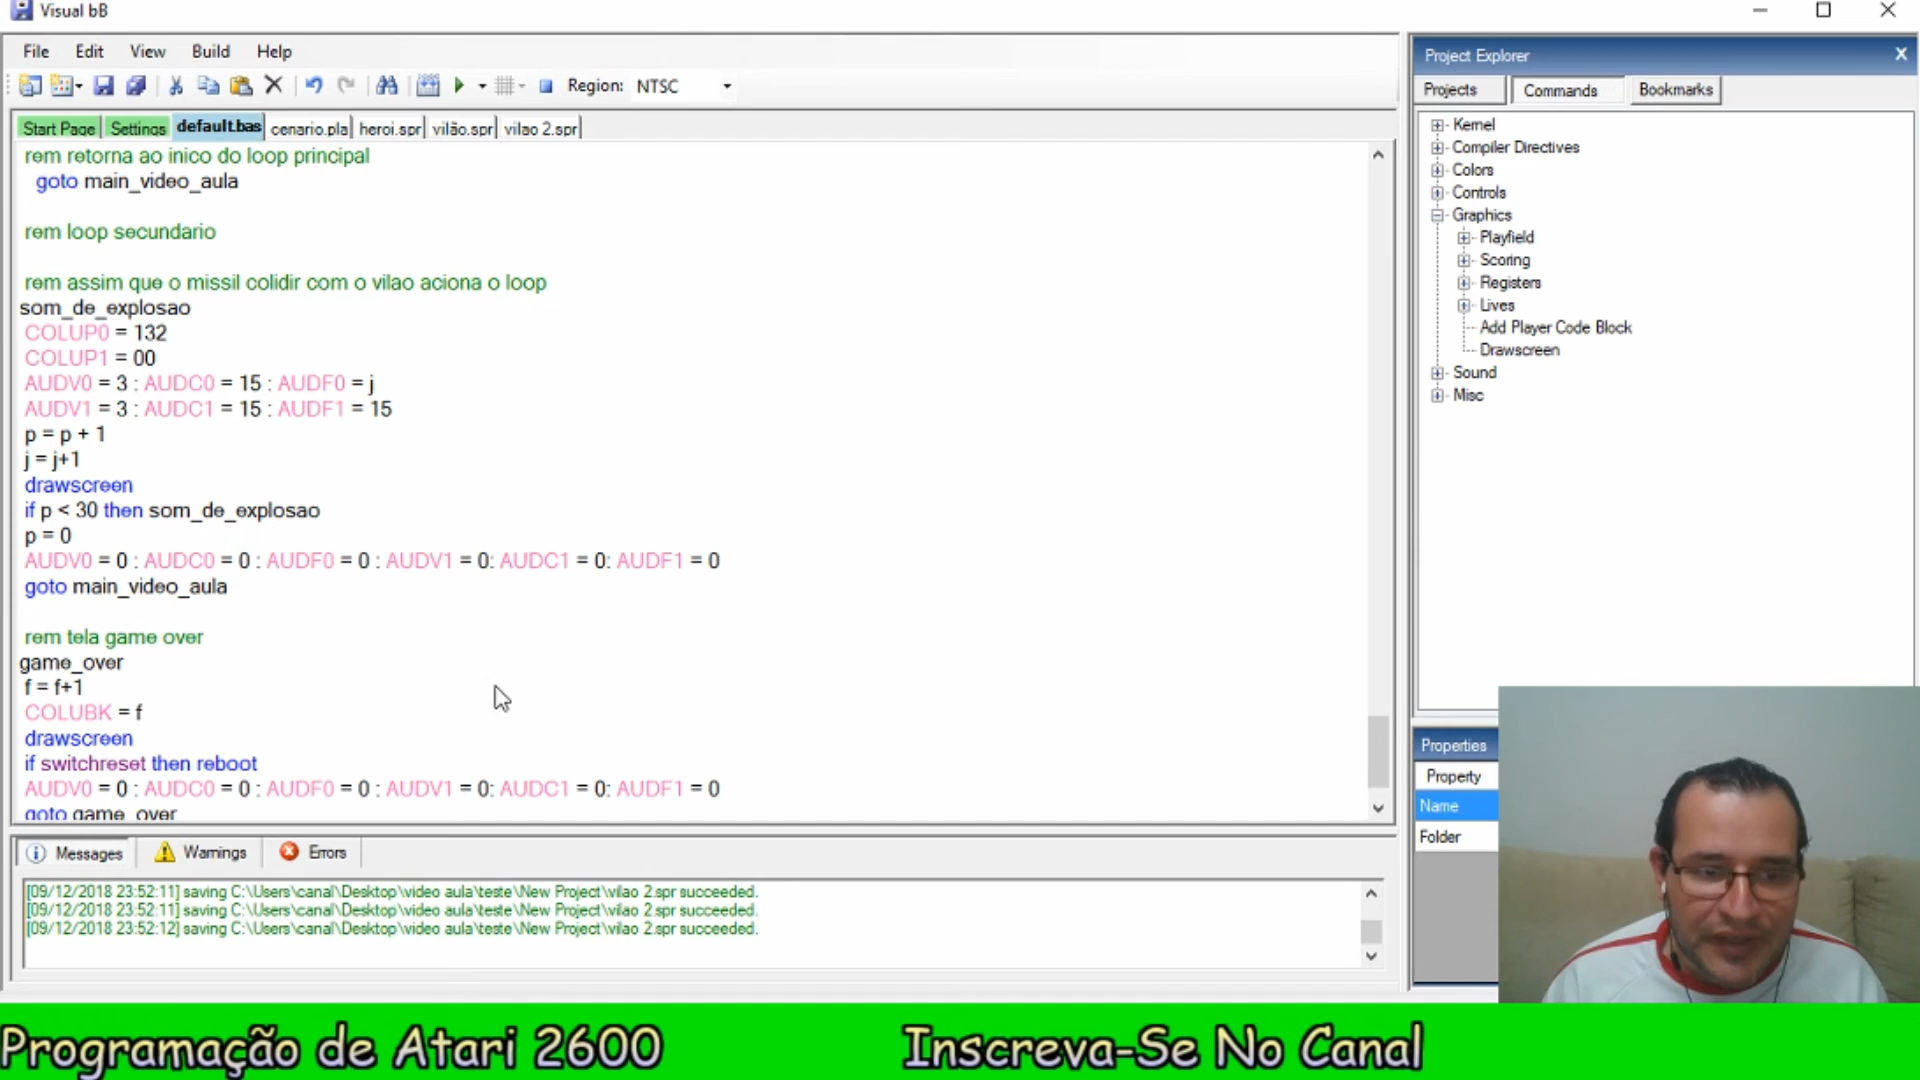 Visual bB
File Edit View Build Help
Region: NTSC
Start Page Settings default.bas cenario.pla heroi.spr vilão.spr vilao 2.spr
rem retorna ao inico do loop principal
goto main_video_aula
rem loop secundario
rem assim que o missil colidir com o vilao aciona o loop
som_de_explosao
COLUP0 = 132
COLUP1 = 00
AUDV0 = 3 : AUDC0 = 15 : AUDF0 = j
AUDV1 = 3 : AUDC1 = 15 : AUDF1 = 15
p = p + 1
j = j+1
drawscreen
if p < 30 then som_de_explosao
p = 0
AUDV0 = 0 : AUDC0 = 0 : AUDF0 = 0 : AUDV1 = 0: AUDC1 = 0: AUDF1 = 0
goto main_video_aula
rem tela game over
game_over
f = f+1
COLUBK = f
drawscreen
if switchreset then reboot
AUDV0 = 0 : AUDC0 = 0 : AUDF0 = 0 : AUDV1 = 0: AUDC1 = 0: AUDF1 = 0
goto game_over
Messages Warnings Errors
[09/12/2018 23:52:11] saving C:\Users\canal\Desktop\video aula\teste\New Project\vilao 2.spr succeeded.
[09/12/2018 23:52:11] saving C:\Users\canal\Desktop\video aula\teste\New Project\vilao 2.spr succeeded.
[09/12/2018 23:52:12] saving C:\Users\canal\Desktop\video aula\teste\New Project\vilao 2.spr succeeded.
Project Explorer
Projects Commands Bookmarks
Kernel
Compiler Directives
Colors
Controls
Graphics
Playfield
Scoring
Registers
Lives
Add Player Code Block
Drawscreen
Sound
Misc
Properties
Property
Name
Folder
Programação de Atari 2600 Inscreva-Se No Canal